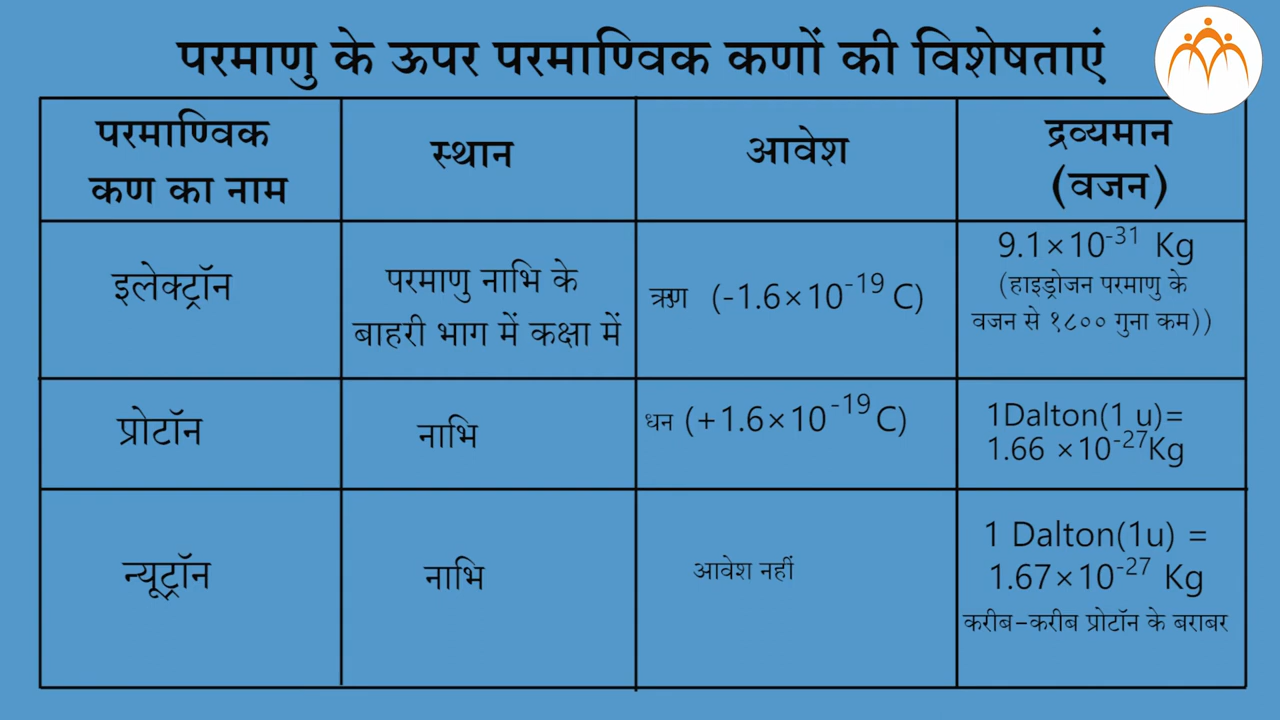 परमाणु के ऊपर परमाण्विक कणों की विशेषताएं
परमाण्विक
कण का नाम
स्थान
आवेश
द्रव्यमान
(वजन)
इलेक्ट्रॉन
परमाणु नाभि के
बाहरी भाग में कक्षा में
ऋण (-1.6×10⁻¹⁹ C)
9.1×10⁻³¹ Kg
(हाइड्रोजन परमाणु के
वजन से १८०० गुना कम))
प्रोटॉन
नाभि
धन (+1.6×10⁻¹⁹ C)
1Dalton(1 u)=
1.66 ×10⁻²⁷Kg
न्यूट्रॉन
नाभि
आवेश नहीं
1 Dalton(1u) =
1.67×10⁻²⁷ Kg
करीब-करीब प्रोटॉन के बराबर